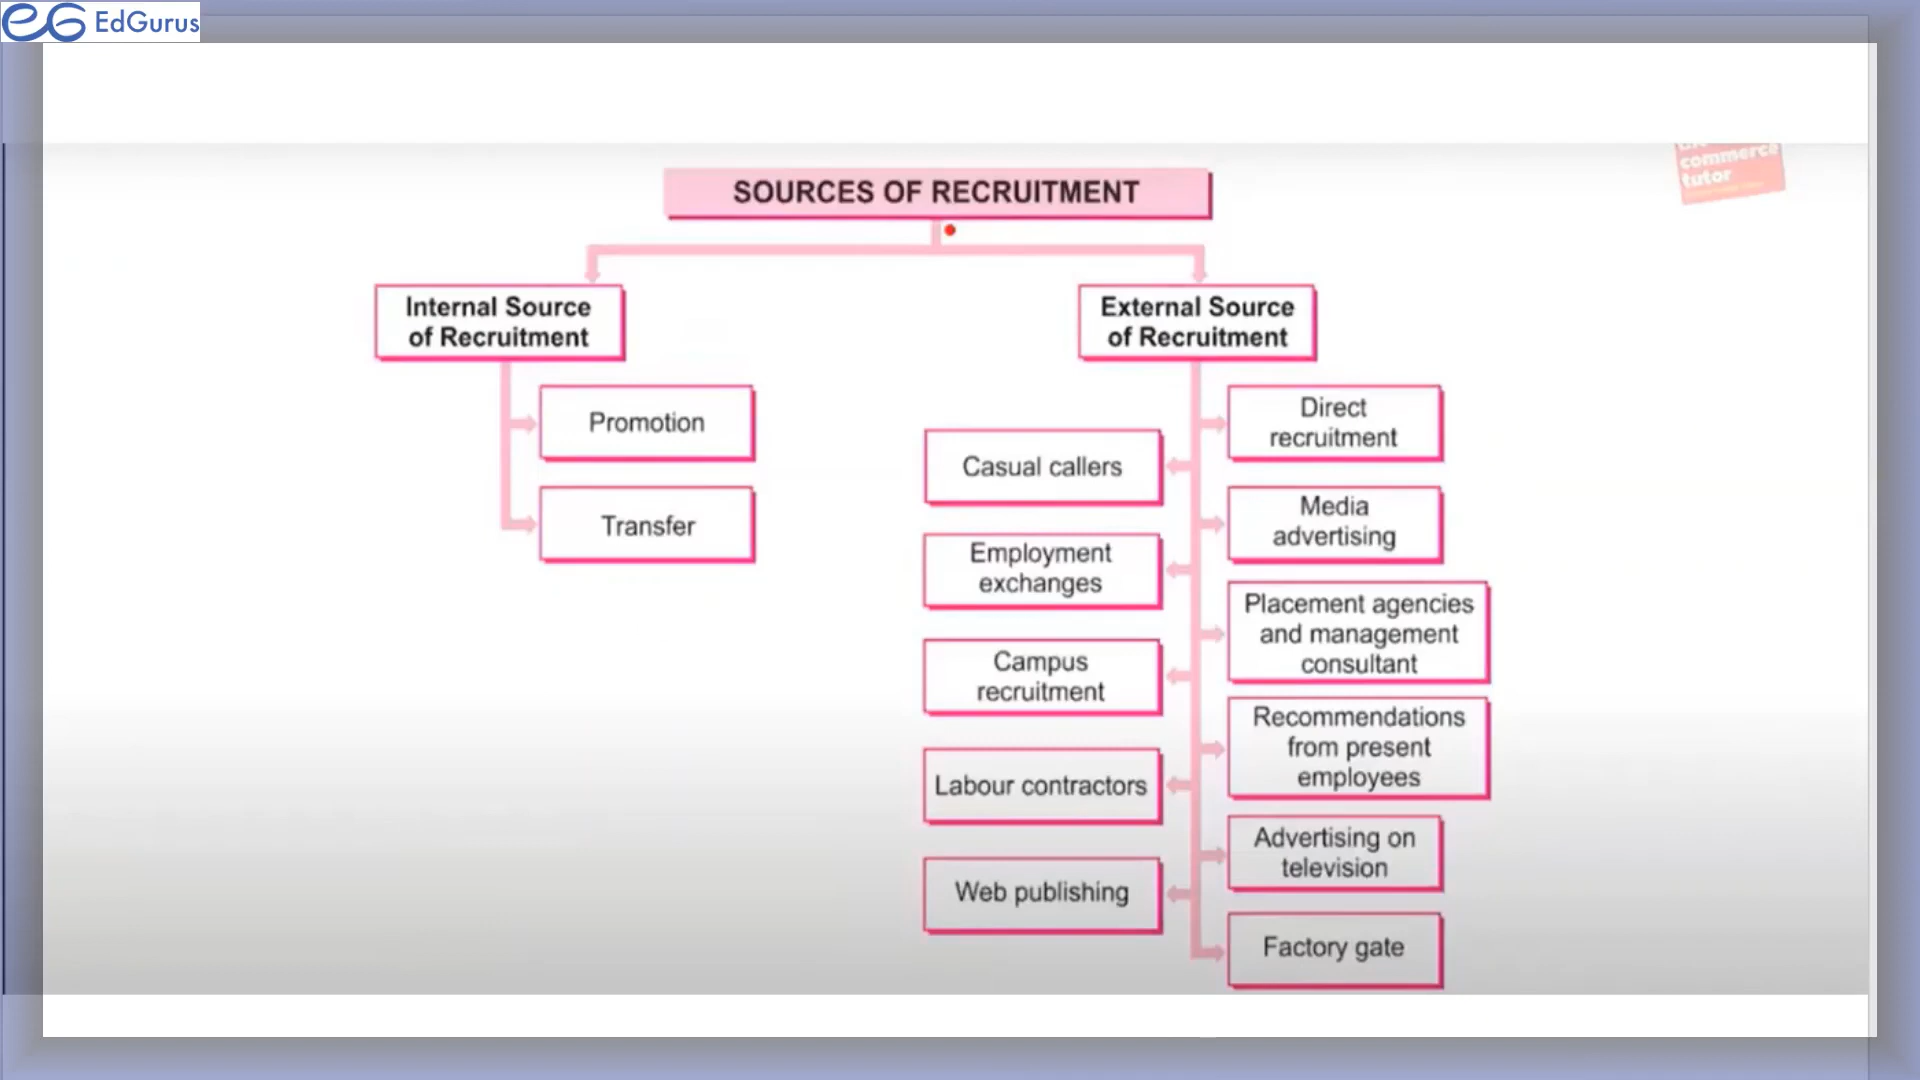 EdGurus
commerce
tutor
SOURCES OF RECRUITMENT
Internal Source
of Recruitment
Promotion
Transfer
External Source
of Recruitment
Direct
recruitment
Casual callers
Media
advertising
Employment
exchanges
Placement agencies
and management
consultant
Campus
recruitment
Recommendations
from present
employees
Labour contractors
Advertising on
television
Web publishing
Factory gate